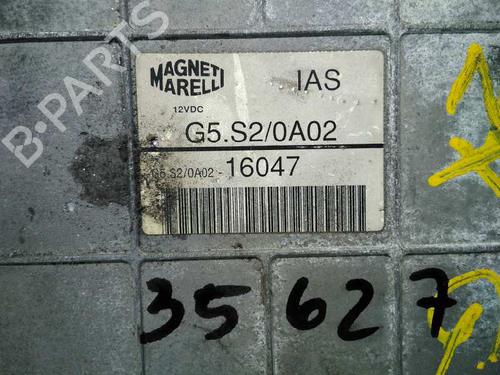 B-PARTS
MAGNETI
MARELLI
IAS
12VDC
G5.S2/0A02
G5.S2/0A02 - 16047
35627